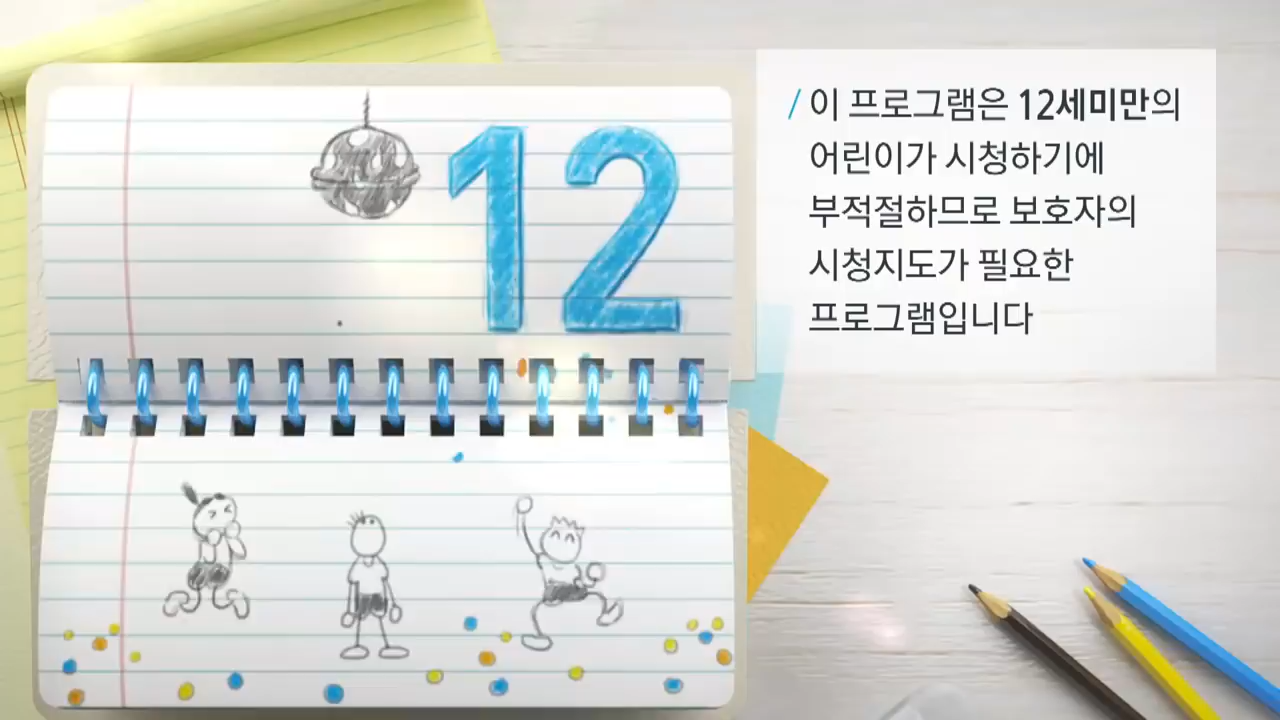 12
/ 이 프로그램은 12세미만의
어린이가 시청하기에
부적절하므로 보호자의
시청지도가 필요한
프로그램입니다